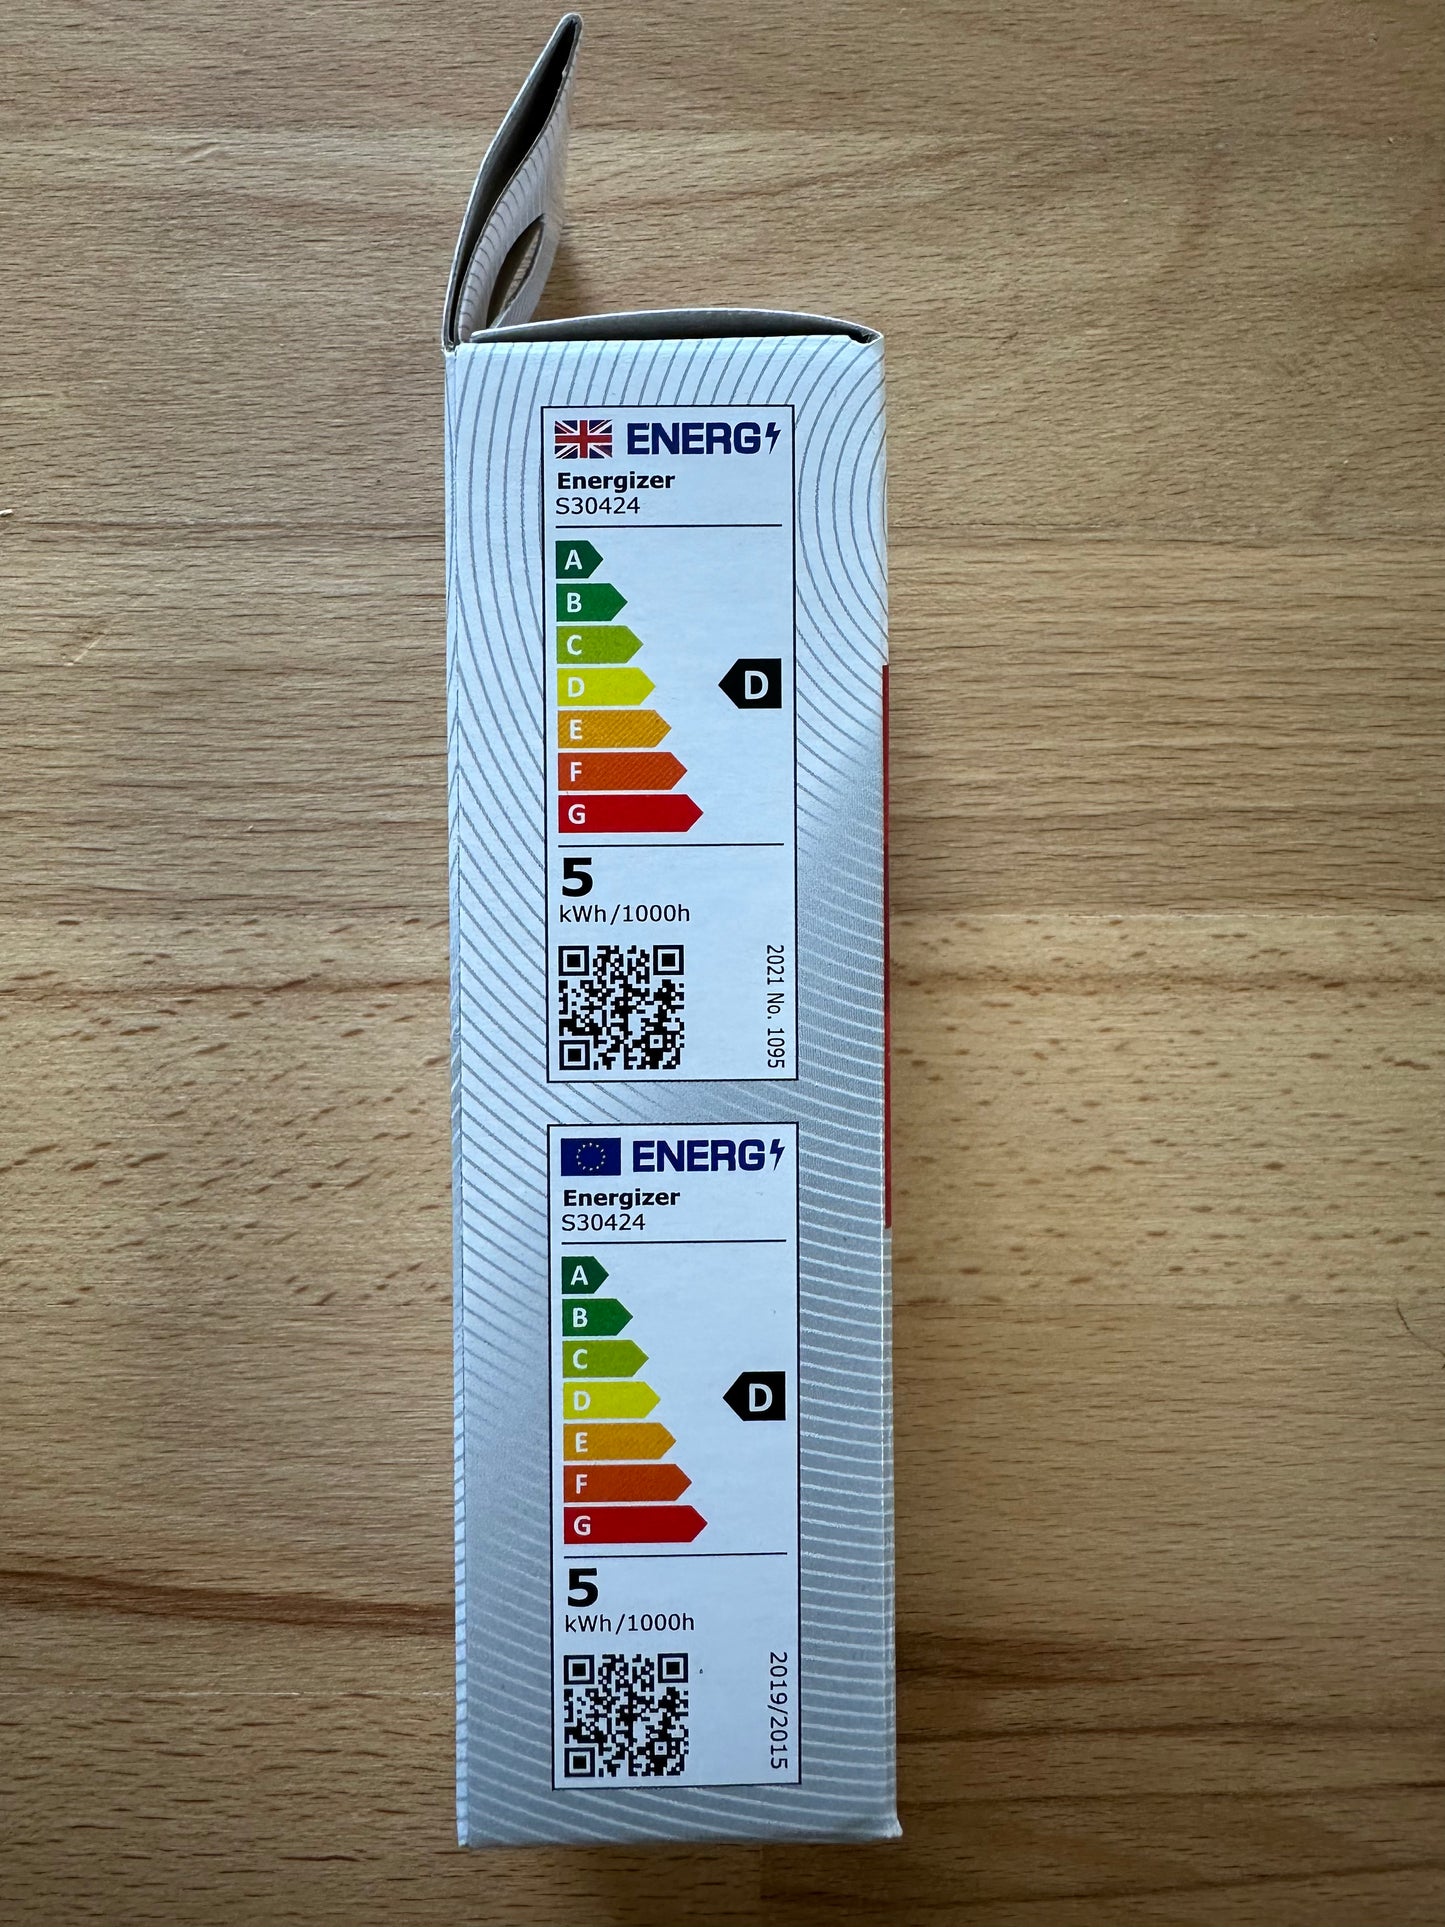 ENERG
Energizer
S30424
A
B
C
D
D
E
F
G
5
kWh/1000h
2021 No. 1095
ENERG
Energizer
S30424
A
B
C
D
D
E
F
G
5
kWh/1000h
2019/2015